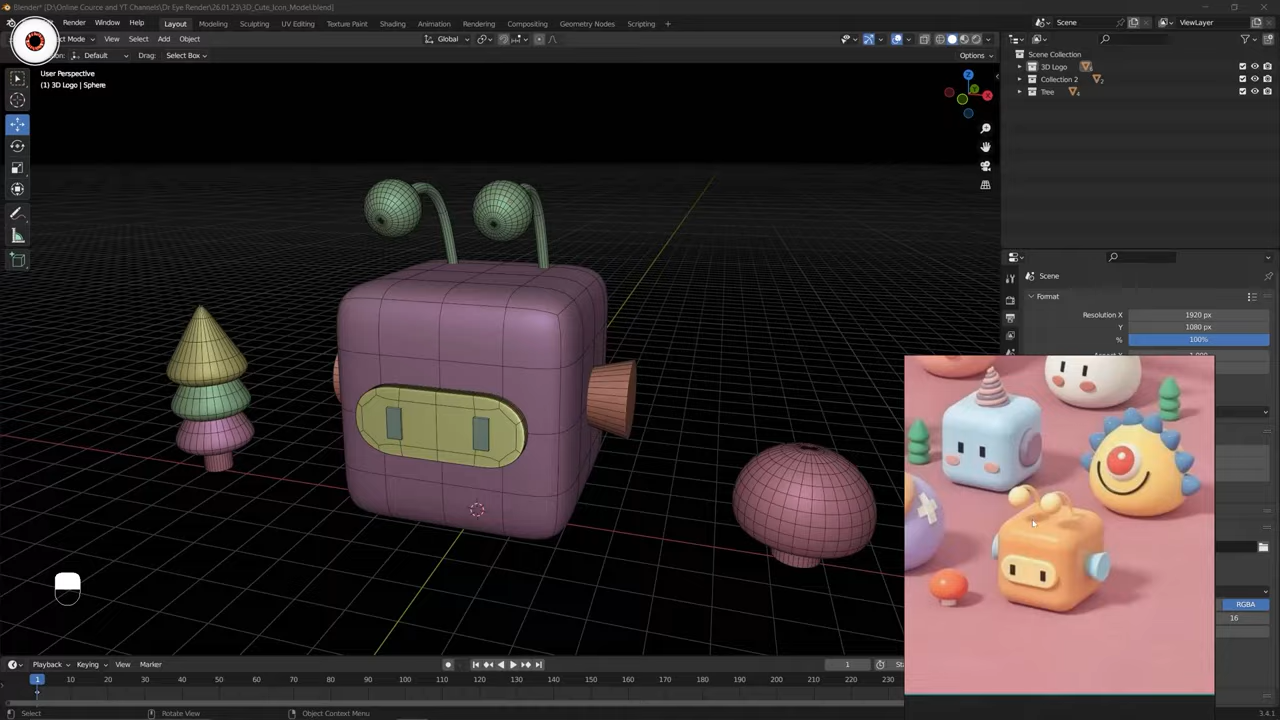 Blender* [D:\Online Cource and YT Channels\Dr Eye Render\26.01.23\3D_Cute_Icon_Model.blend]
Render Window Help Layout Modeling Sculpting UV Editing Texture Paint Shading Animation Rendering Compositing Geometry Nodes Scripting + Scene ViewLayer
Mode View Select Add Object Global
Default Drag: Select Box Options
User Perspective
(1) 3D Logo | Sphere
Z
Y
X
Scene Collection
3D Logo
Collection 2
Tree
Scene
Format
Resolution X 1920 px
Y 1080 px
% 100%
RGBA
16
Playback Keying View Marker 1
1 10 20 30 40 50 60 70 80 90 100 110 120 130 140 150 160 170 180 190 200 210 220 230
Select Rotate View Object Context Menu 3.4.1